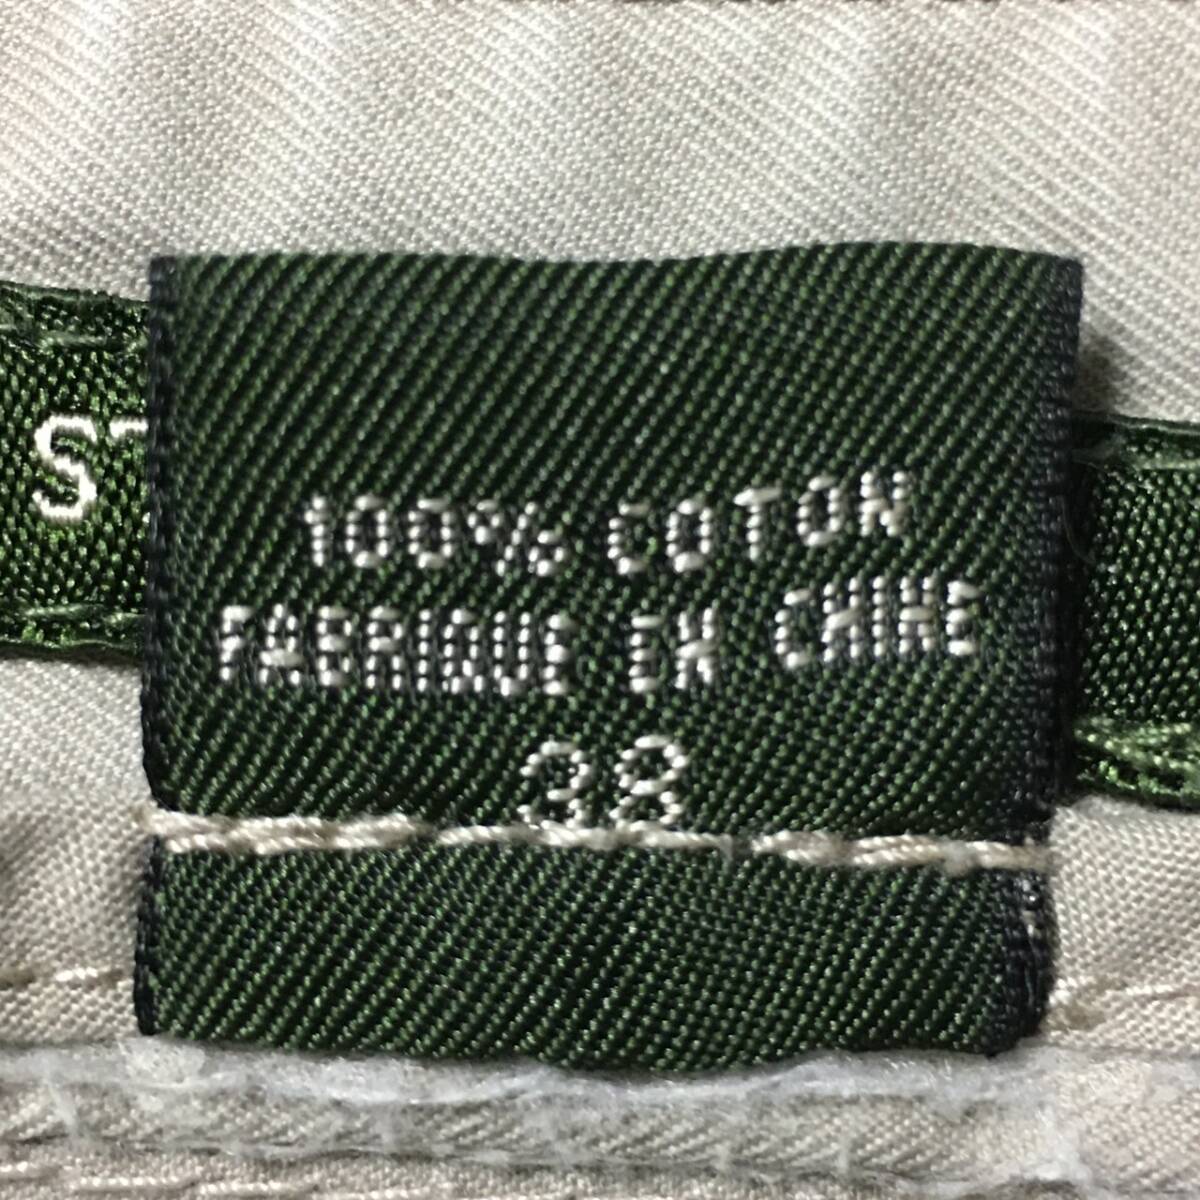 100% COTON
FABRIQUE EN CHINE
38